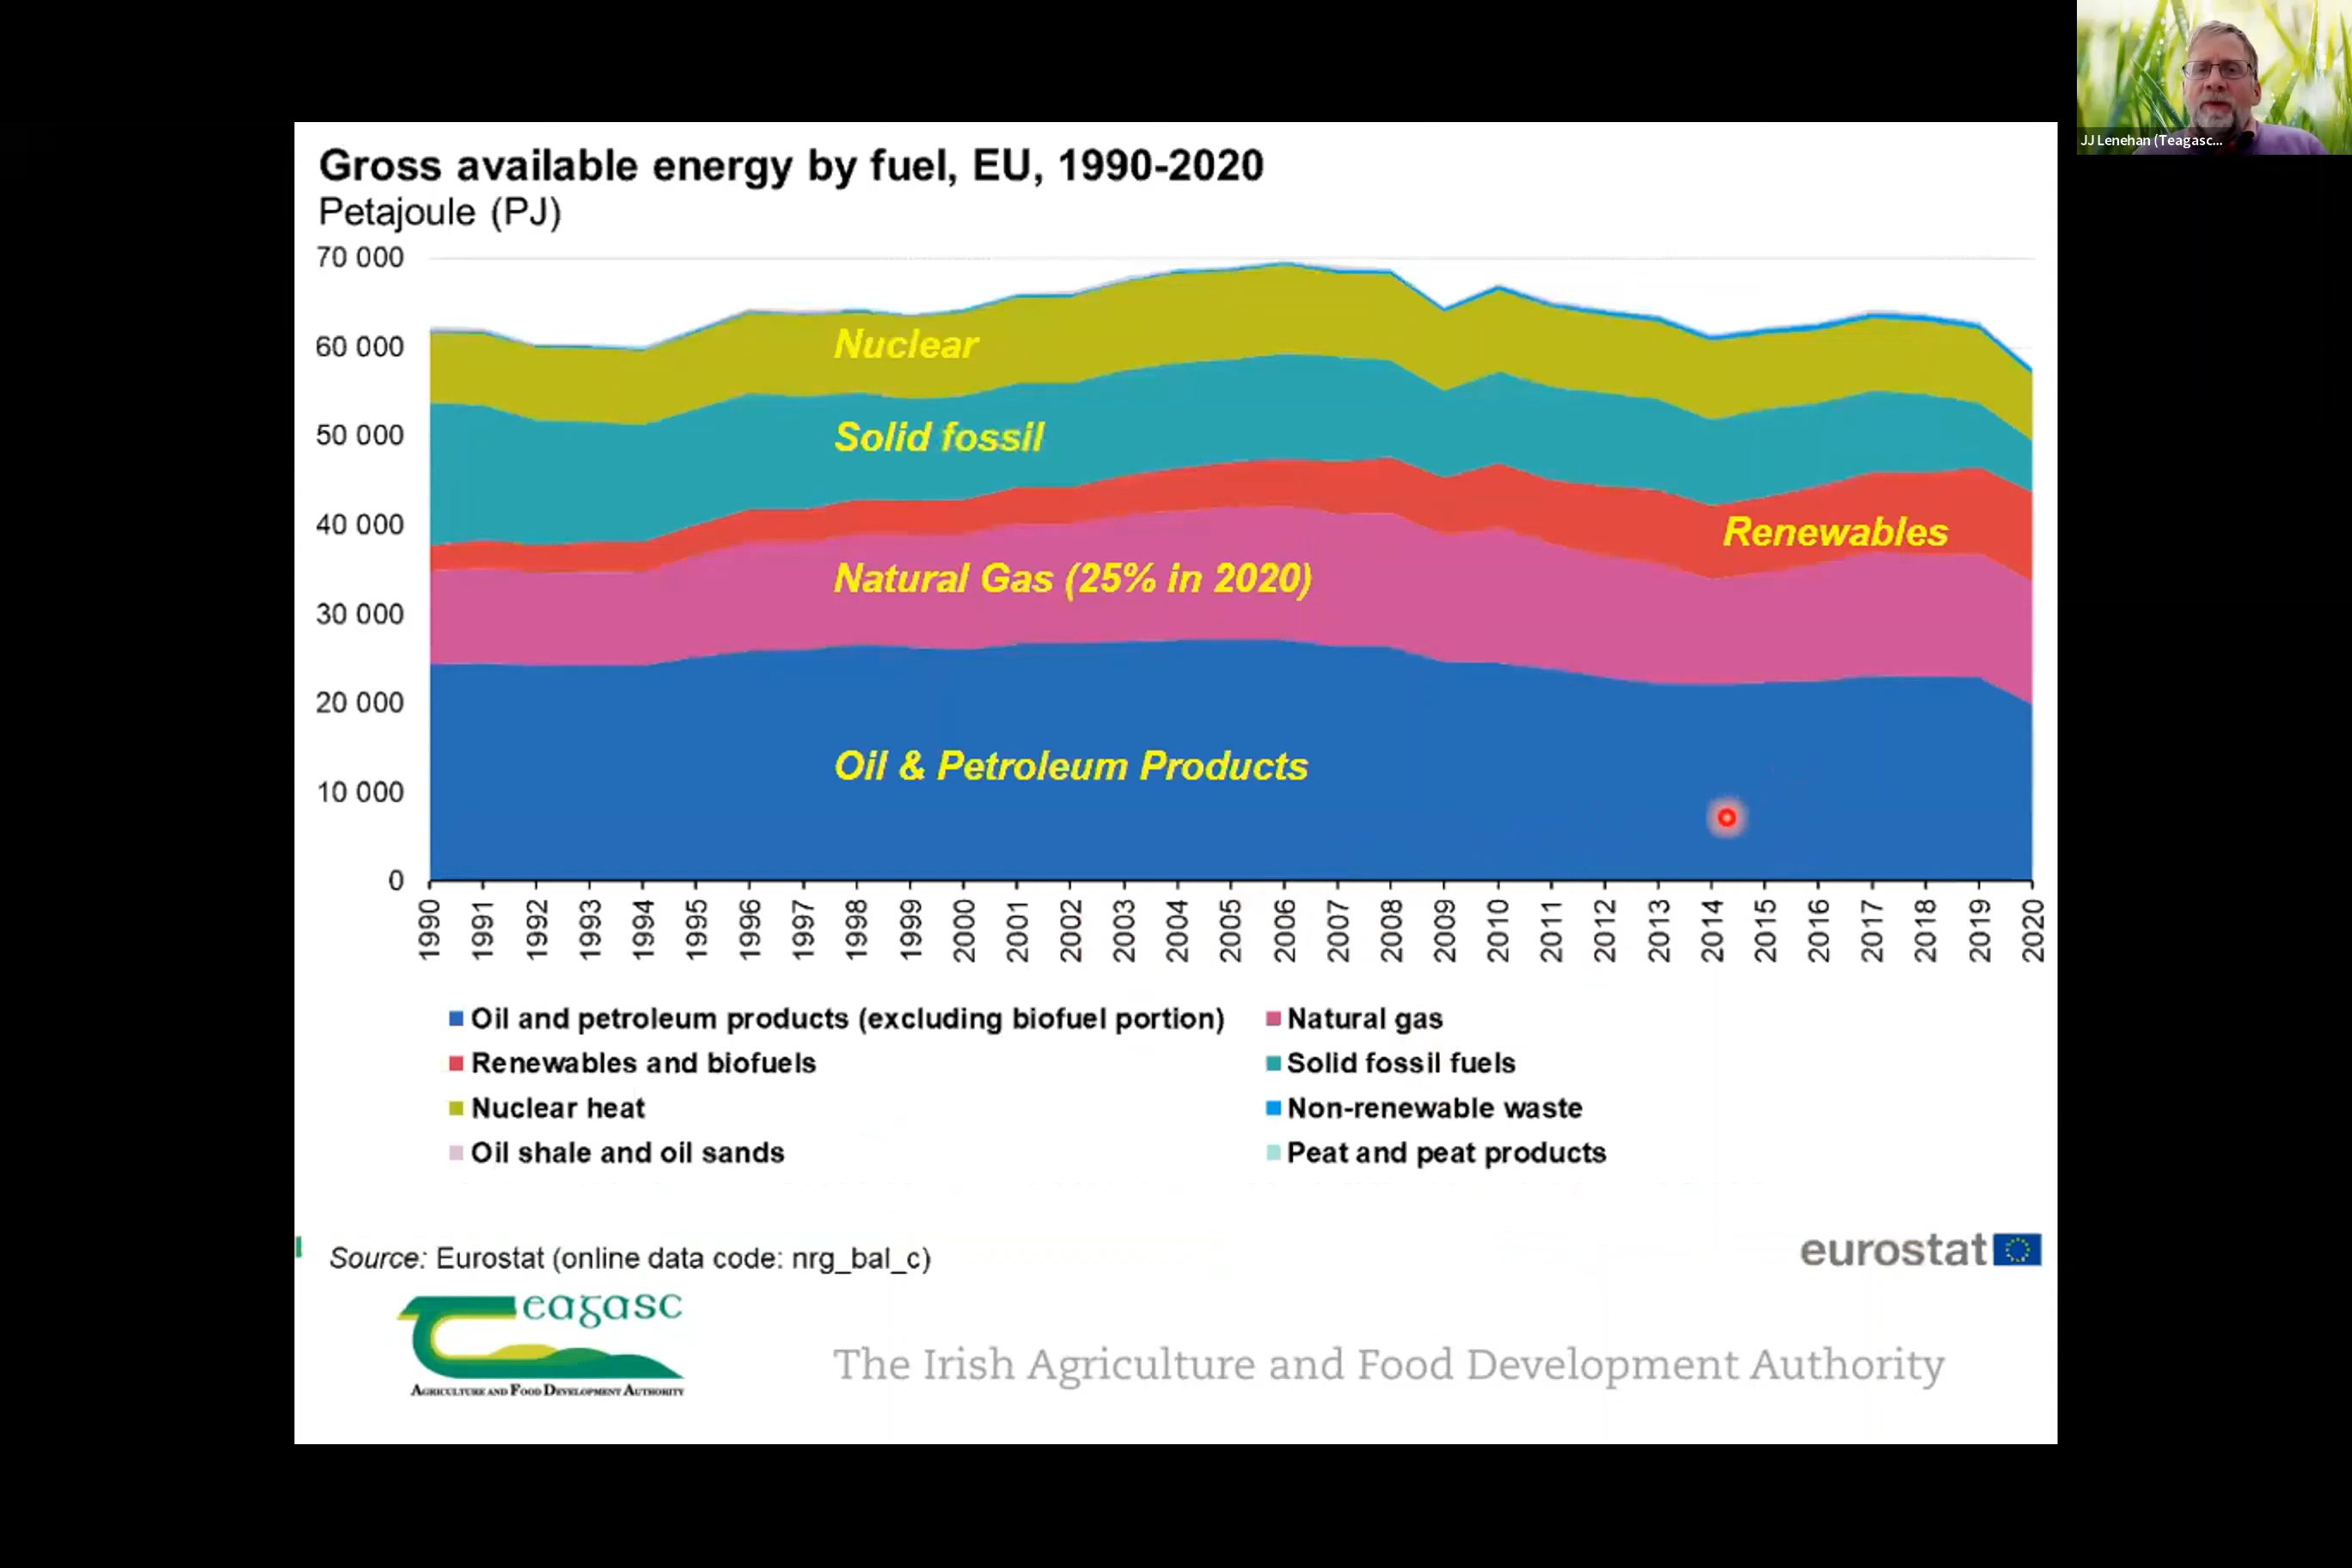 JJ Lenehan (Teagasc...
Gross available energy by fuel, EU, 1990-2020
Petajoule (PJ)
70 000
60 000
50 000
40 000
30 000
20 000
10 000
0
Nuclear
Solid fossil
Renewables
Natural Gas (25% in 2020)
Oil & Petroleum Products
1990 1991 1992 1993 1994 1995 1996 1997 1998 1999 2000 2001 2002 2003 2004 2005 2006 2007 2008 2009 2010 2011 2012 2013 2014 2015 2016 2017 2018 2019 2020
Oil and petroleum products (excluding biofuel portion) Natural gas
Renewables and biofuels Solid fossil fuels
Nuclear heat Non-renewable waste
Oil shale and oil sands Peat and peat products
Source: Eurostat (online data code: nrg_bal_c)
eurostat
Teagasc
AGRICULTURE AND FOOD DEVELOPMENT AUTHORITY
The Irish Agriculture and Food Development Authority